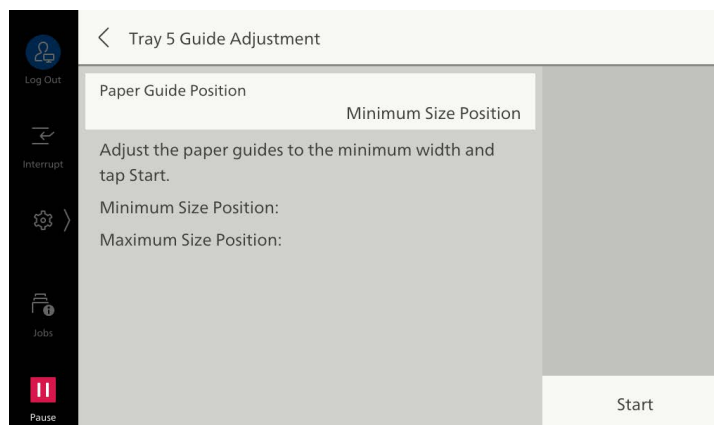 Tray 5 Guide Adjustment
Log Out
Interrupt
Jobs
Pause
Paper Guide Position
Minimum Size Position
Adjust the paper guides to the minimum width and
tap Start.
Minimum Size Position:
Maximum Size Position:
Start